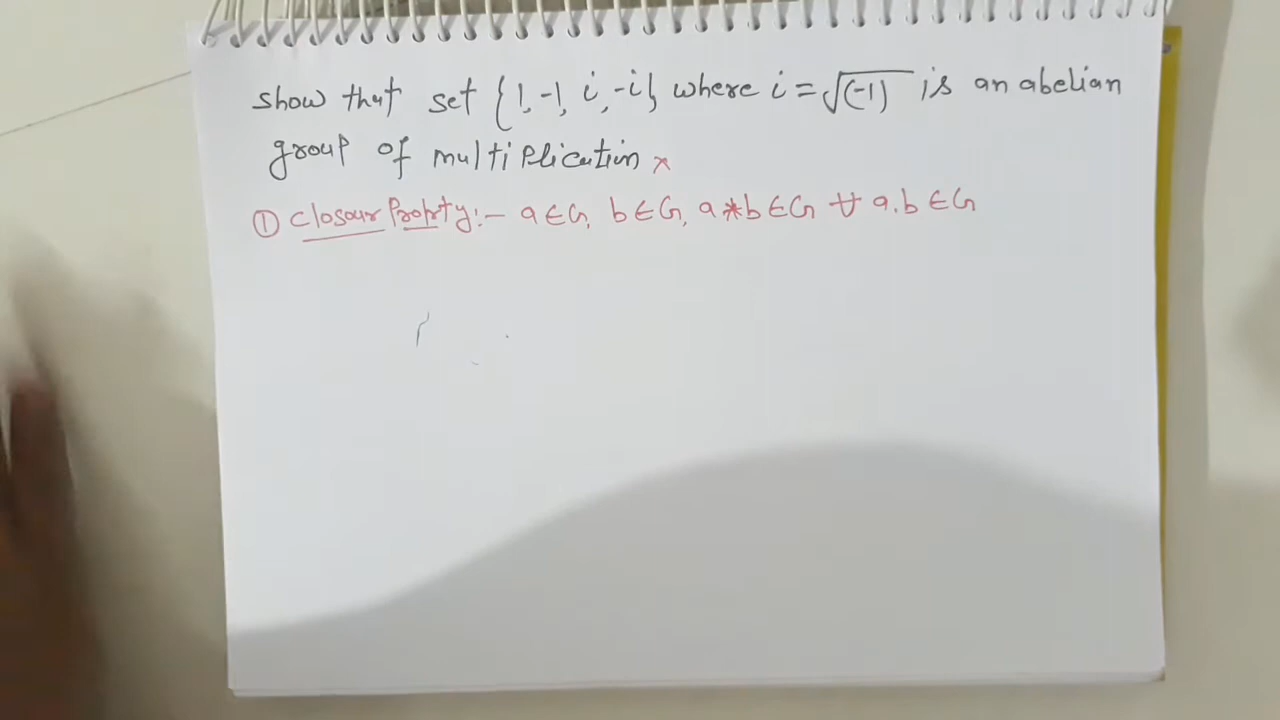 show that set {1,-1, i,-i} where i=√(-1) is an abelian
group of multiplication ×
① Closour Proprty:- a∈G, b∈G, a*b∈G ∀ a.b∈G